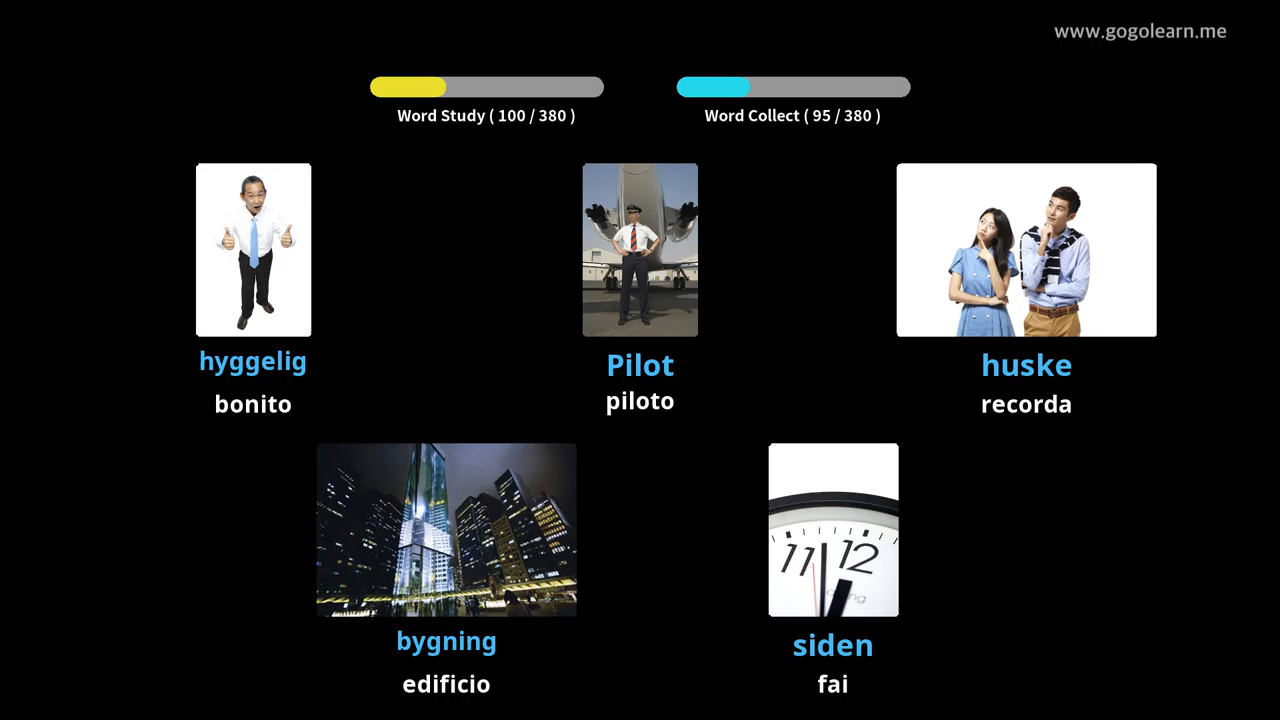 www.gogolearn.me
Word Study ( 100 / 380 )
Word Collect ( 95 / 380 )
hyggelig
bonito
Pilot
piloto
huske
recorda
11 12
bygning
edificio
siden
fai